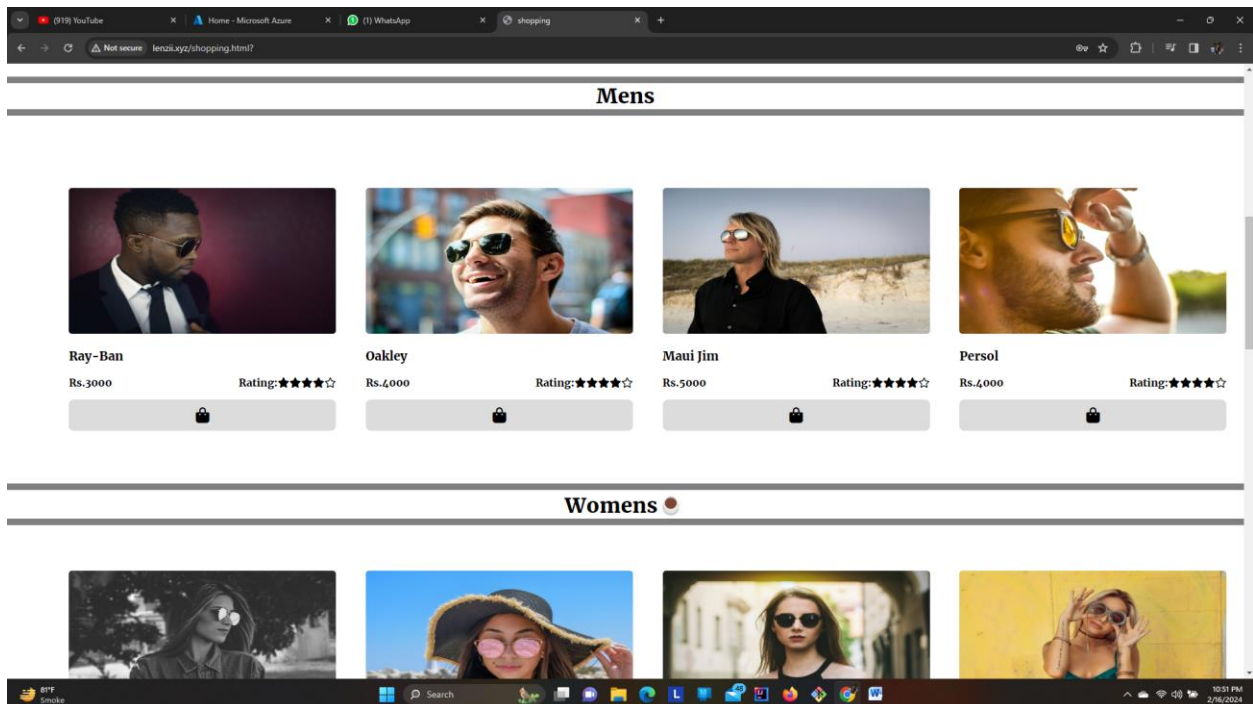 (919) YouTube
Home - Microsoft Azure
(1) WhatsApp
shopping
Not secure
lenzii.xyz/shopping.html?
Mens
Ray-Ban
Oakley
Maui Jim
Persol
Rs.3000
Rating:★★★★☆
Rs.4000
Rating:★★★★☆
Rs.5000
Rating:★★★★☆
Rs.4000
Rating:★★★★☆
Womens☕
81°F
Smoke
Search
48
10:51 PM
2/16/2024